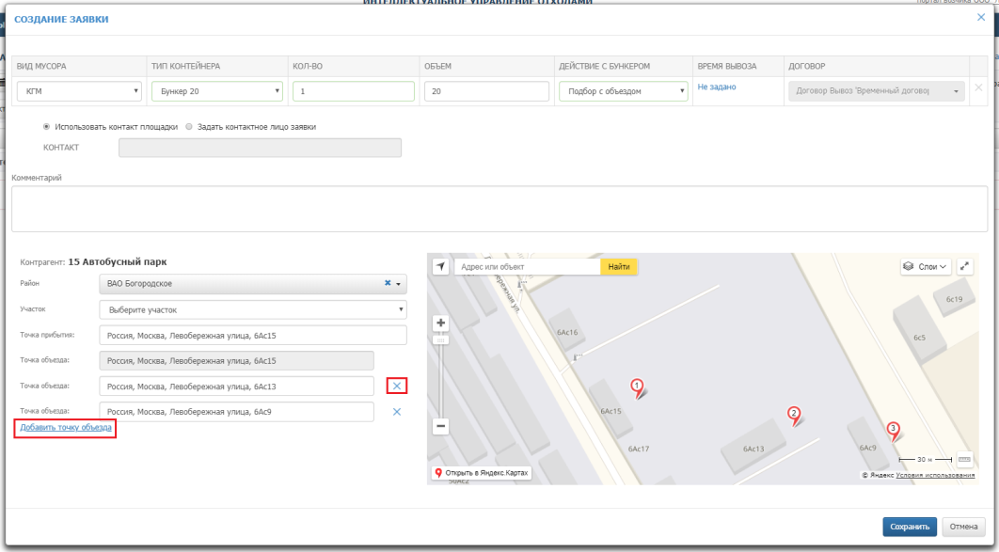 ИНТЕЛЛЕКТУАЛЬНОЕ УПРАВЛЕНИЕ ОТХОДАМИ
СОЗДАНИЕ ЗАЯВКИ
ВИД МУСОРА ТИП КОНТЕЙНЕРА КОЛ-ВО ОБЪЕМ ДЕЙСТВИЕ С БУНКЕРОМ ВРЕМЯ ВЫВОЗА ДОГОВОР
КГМ Бункер 20 1 20 Подбор с объездом Не задано Договор Вывоз 'Временный договор
Использовать контакт площадки Задать контактное лицо заявки
КОНТАКТ
Комментарий
Контрагент: 15 Автобусный парк
Район ВАО Богородское
Участок Выберите участок
Точка прибытия: Россия, Москва, Левобережная улица, 6Ас15
Точка объезда: Россия, Москва, Левобережная улица, 6Ас15
Точка объезда: Россия, Москва, Левобережная улица, 6Ас13
Точка объезда: Россия, Москва, Левобережная улица, 6Ас9
Добавить точку объезда
Адрес или объект Найти Слои
6с19
6Ас16
6с5
1
6Ас15
2
3
6Ас17
6Ас13
6Ас9
30 м
Открыть в Яндекс.Картах
© Яндекс Условия использования
Сохранить Отмена